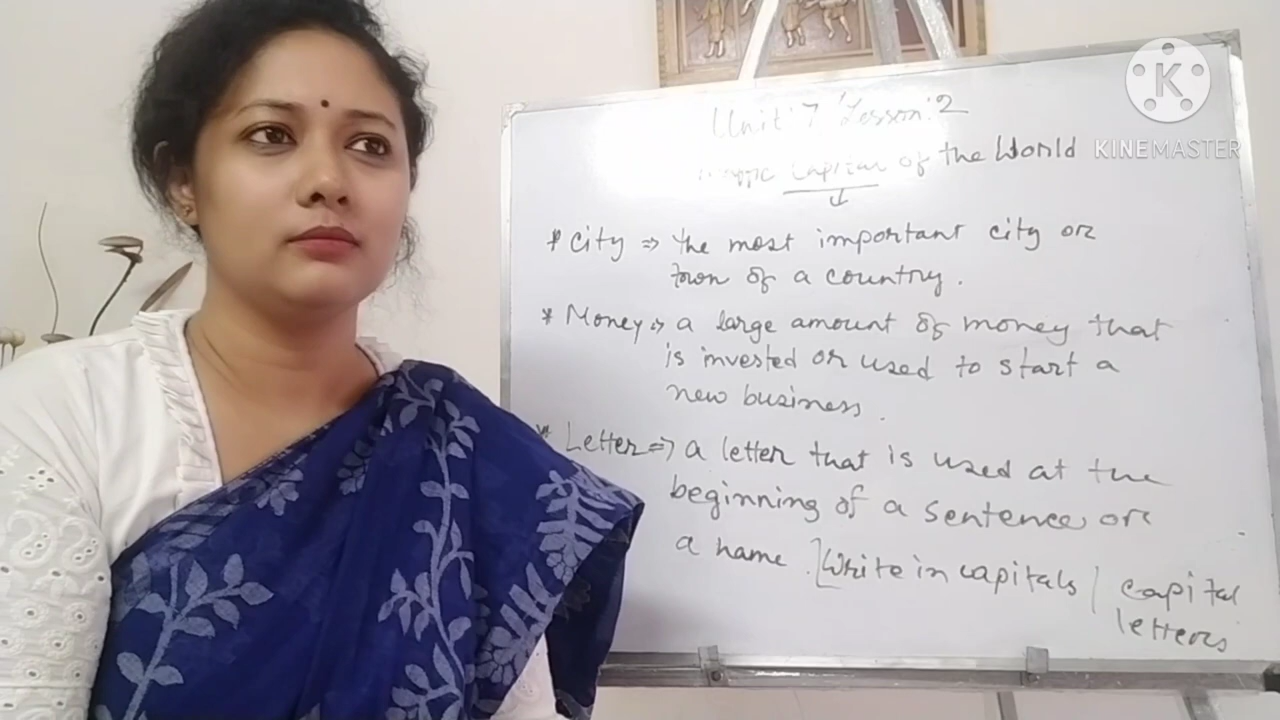 Unit 7 Lesson: 2
Traffic Capital of the World
KINEMASTER
* City => the most important city or
town of a country.
* Money => a large amount of money that
is invested or used to start a
new business.
* Letter => a letter that is used at the
beginning of a sentence or
a name. [Write in capitals / capital
letters